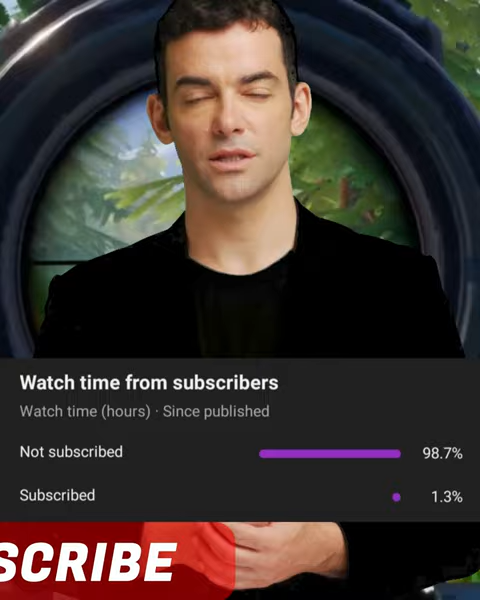 Watch time from subscribers
Watch time (hours) · Since published
Not subscribed 98.7%
Subscribed 1.3%
SCRIBE